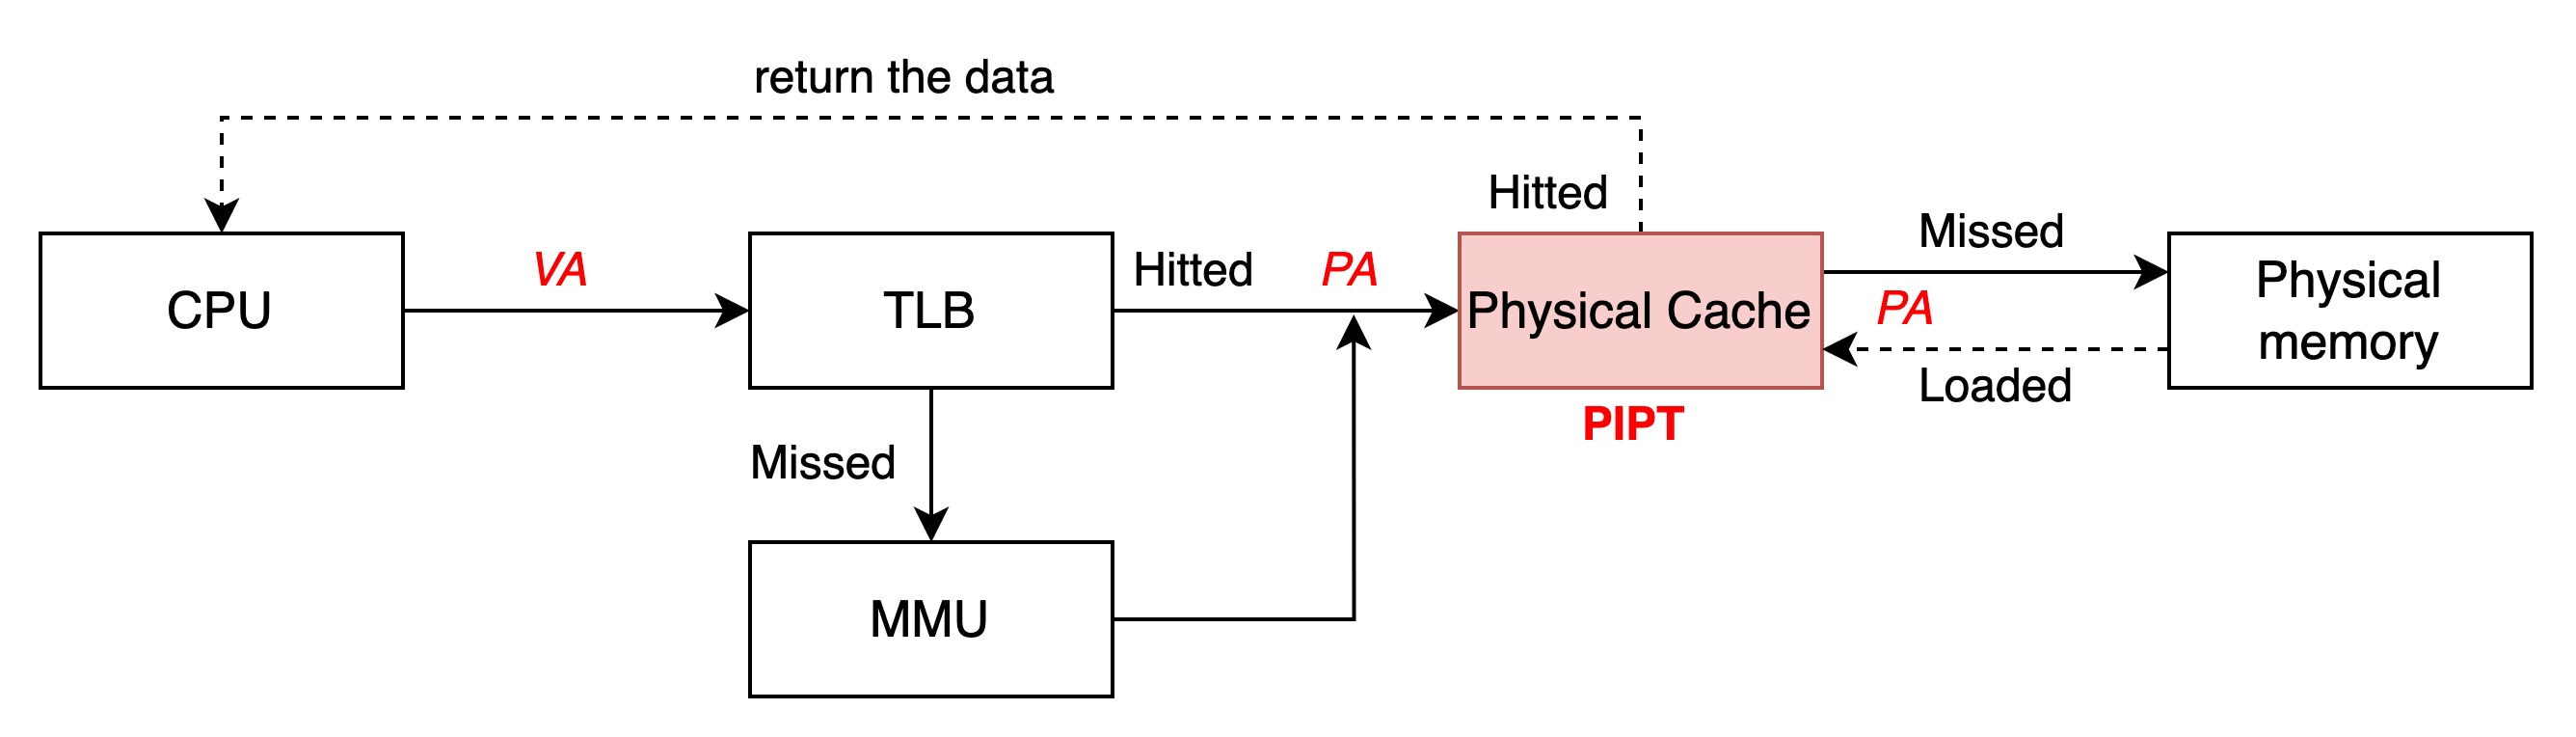 return the data
Hitted
CPU
VA
TLB
Hitted
PA
Physical Cache
PIPT
Missed
PA
Loaded
Physical
memory
Missed
MMU